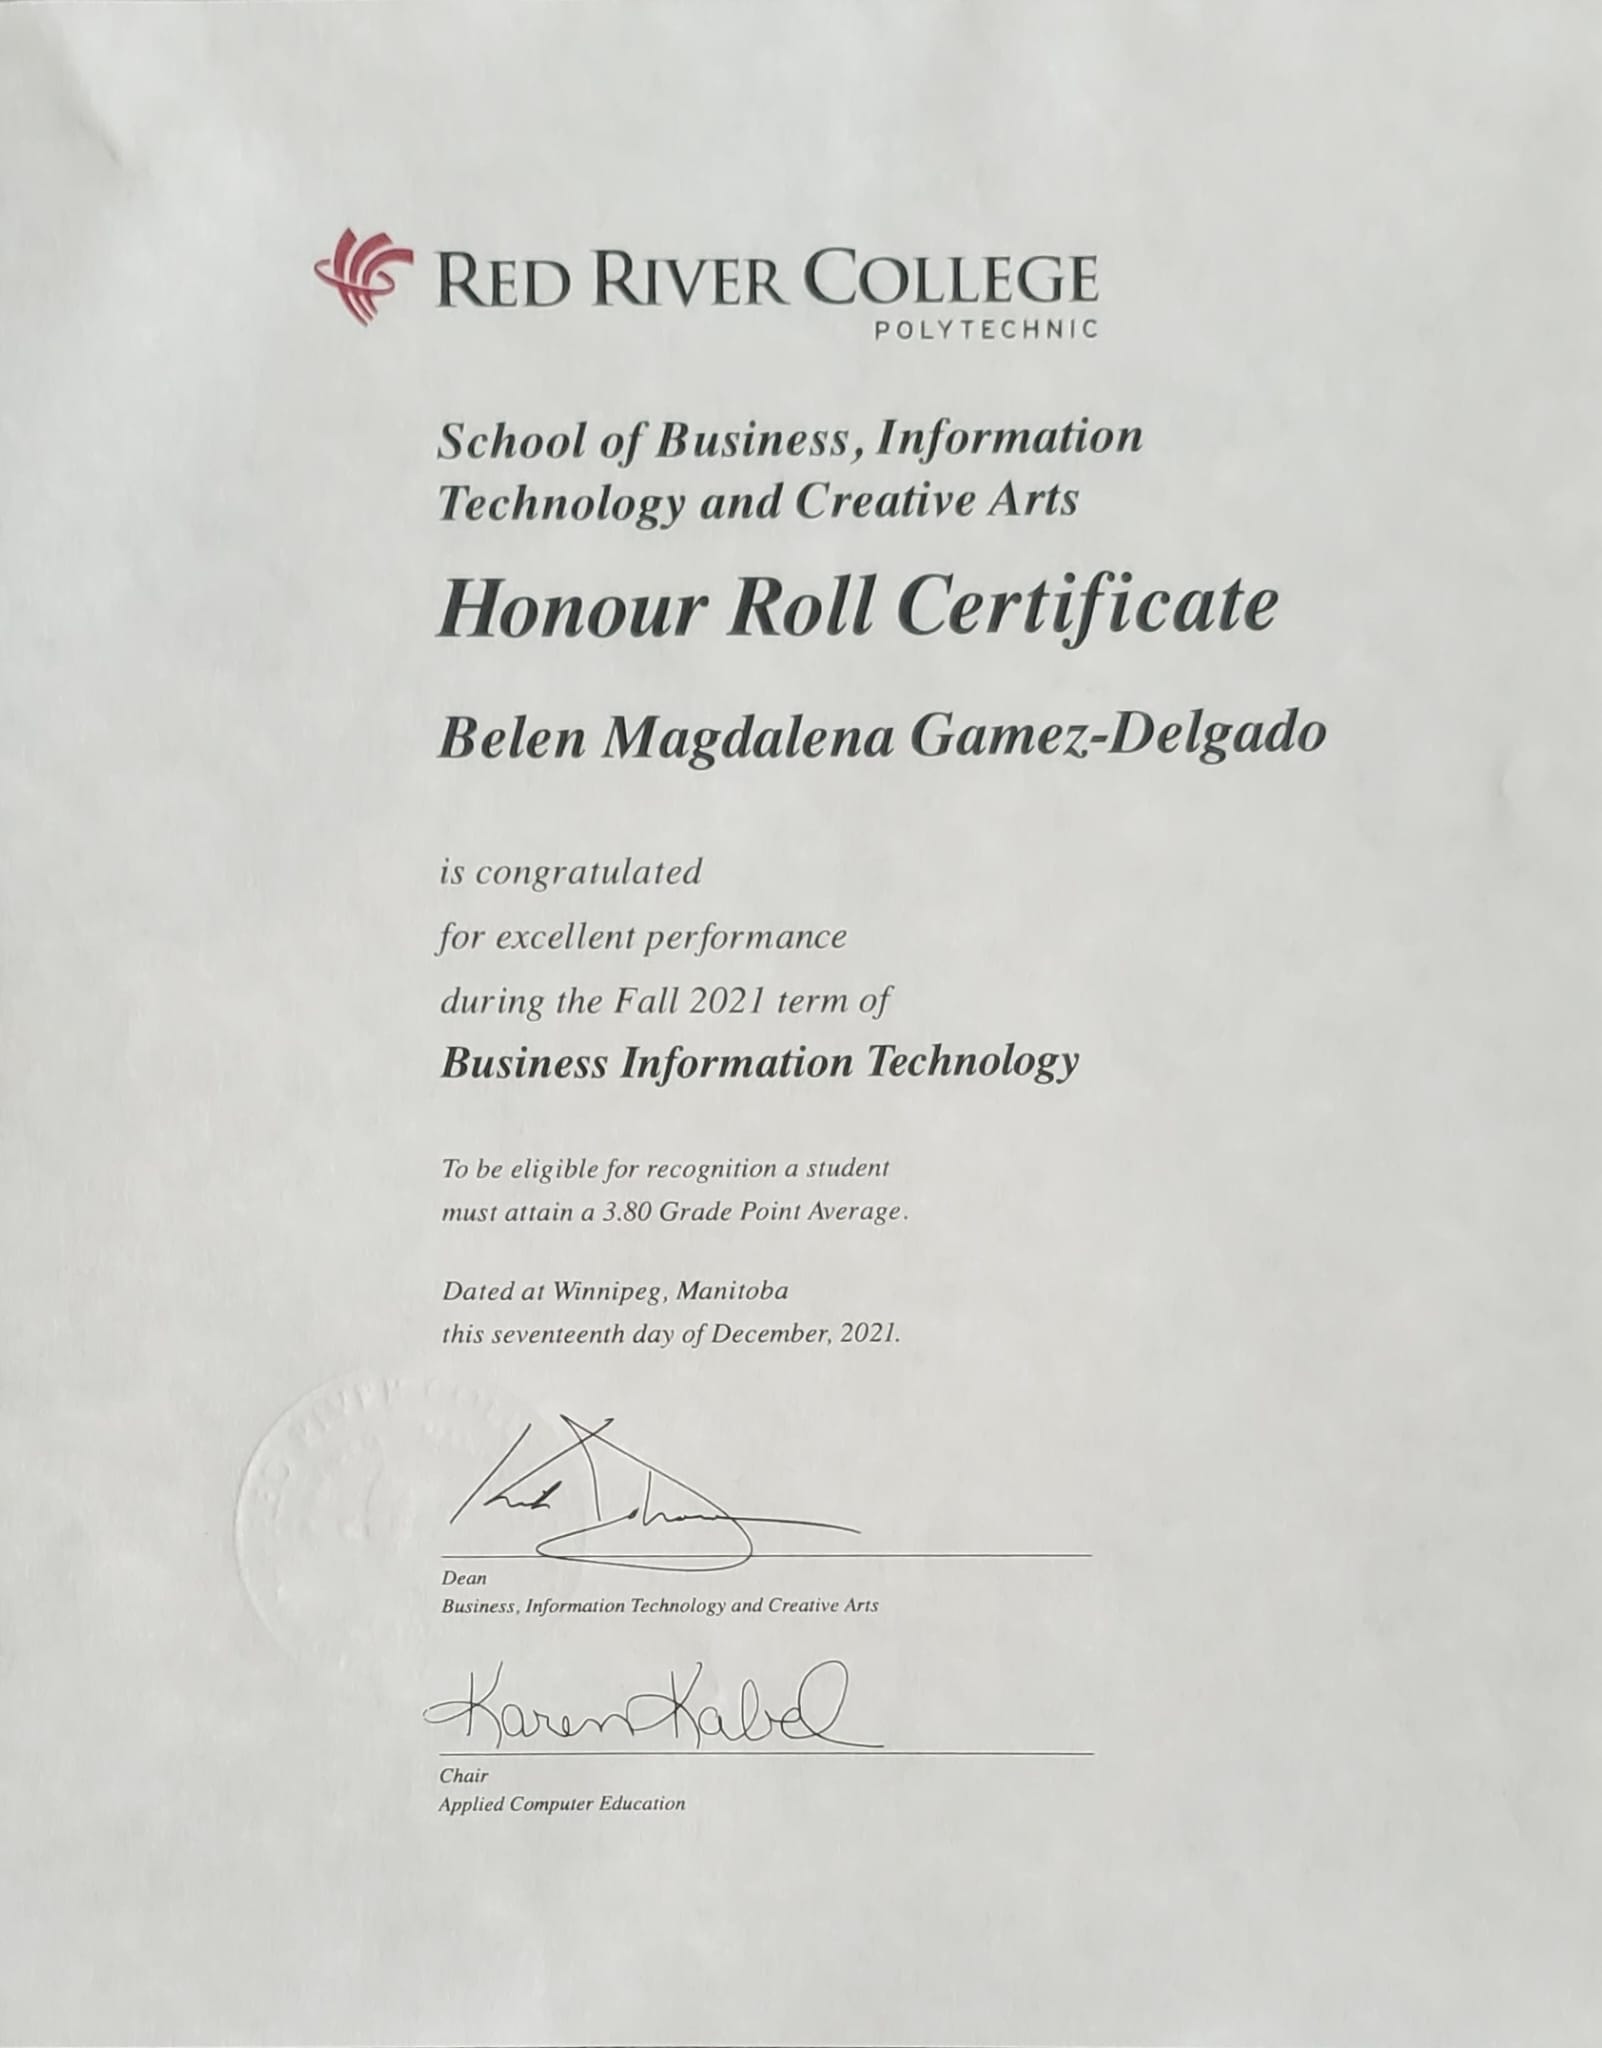 RED RIVER COLLEGE
POLYTECHNIC
School of Business, Information
Technology and Creative Arts
Honour Roll Certificate
Belen Magdalena Gamez-Delgado
is congratulated
for excellent performance
during the Fall 2021 term of
Business Information Technology
To be eligible for recognition a student
must attain a 3.80 Grade Point Average.
Dated at Winnipeg, Manitoba
this seventeenth day of December, 2021.
Dean
Business, Information Technology and Creative Arts
Karen Kabel
Chair
Applied Computer Education